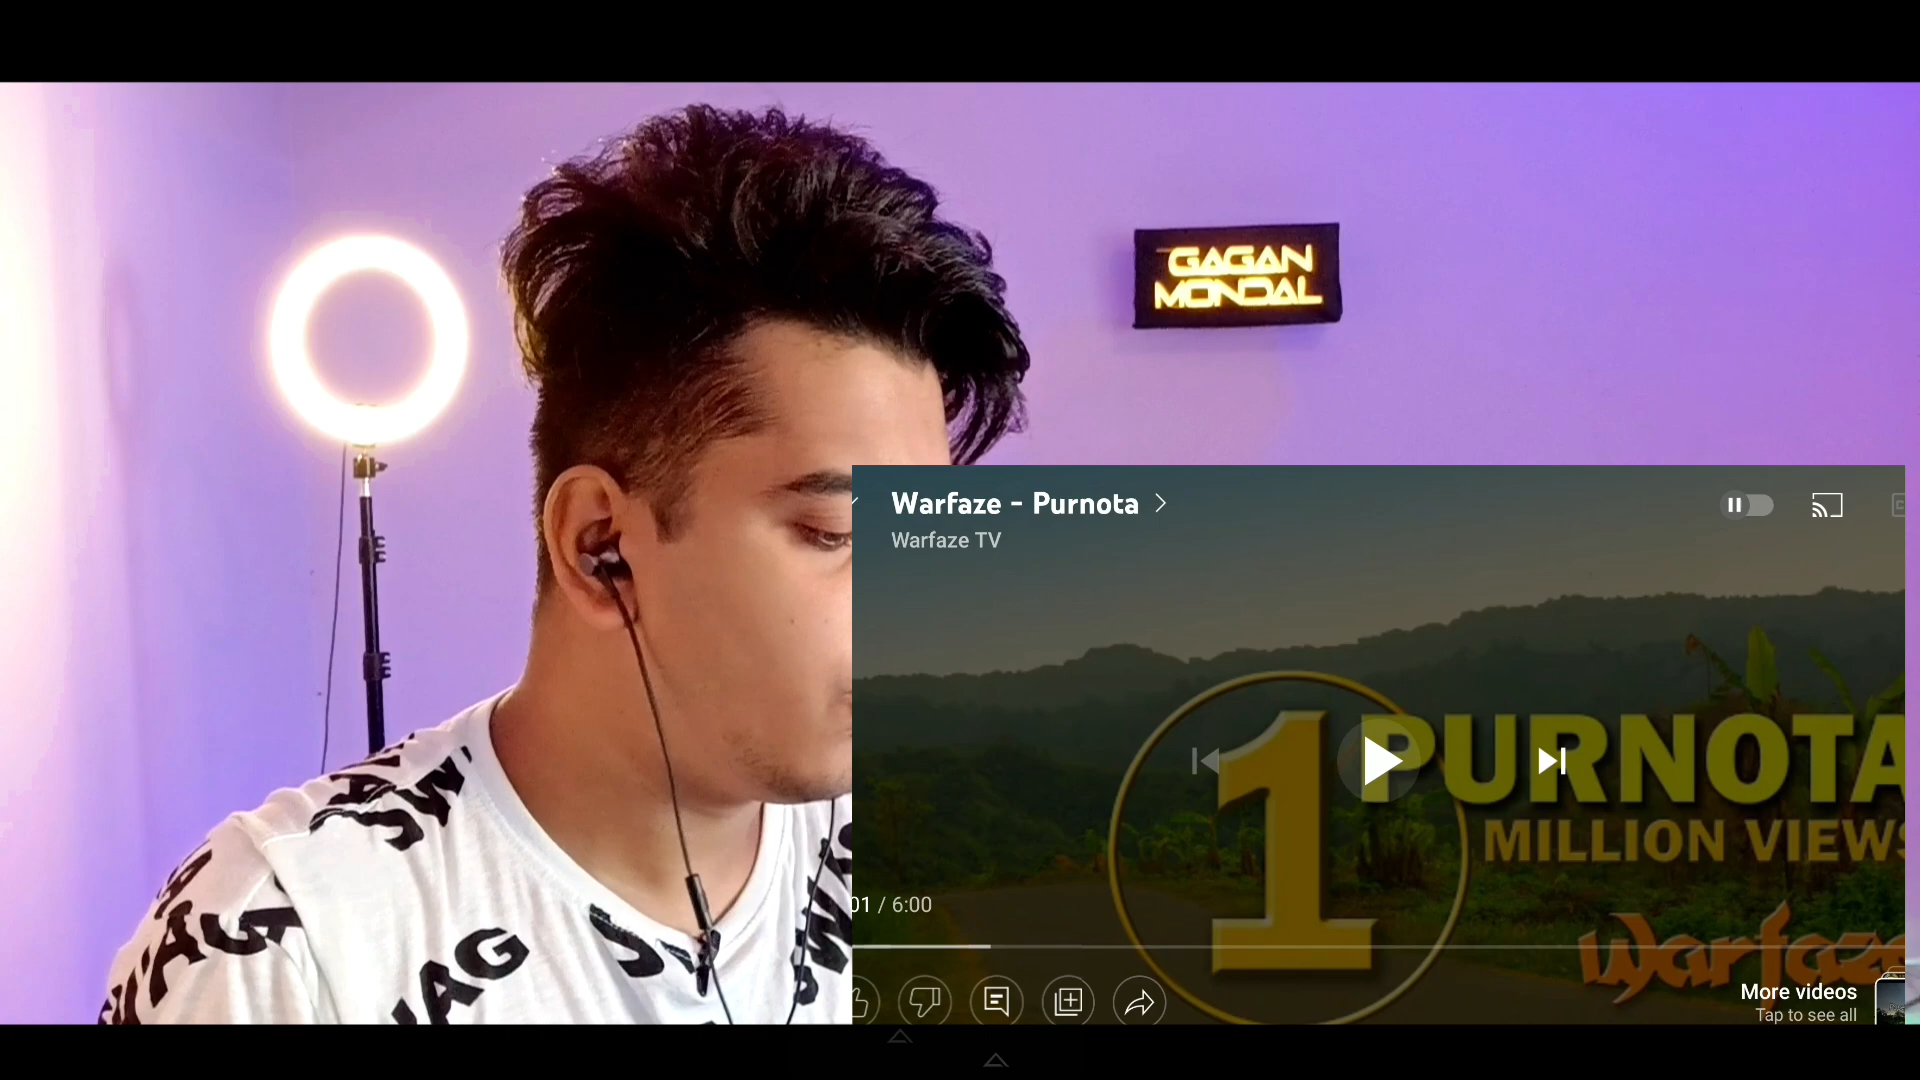 GAGAN
MONDAL
Warfaze - Purnota
Warfaze TV
1
PURNOTA
MILLION VIEWS
warfaze
01 / 6:00
More videos
Tap to see all
SWAG